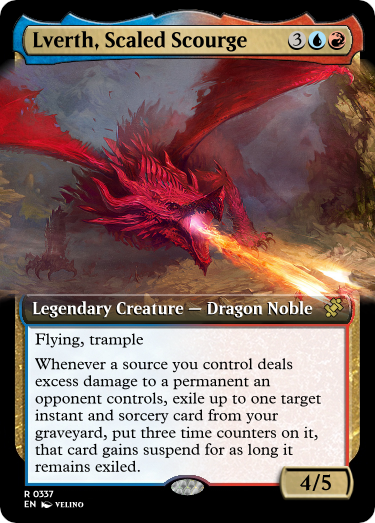 Lverth, Scaled Scourge 3
Legendary Creature — Dragon Noble
Flying, trample
Whenever a source you control deals
excess damage to a permanent an
opponent controls, exile up to one target
instant and sorcery card from your
graveyard, put three time counters on it,
that card gains suspend for as long it
remains exiled.
4/5
R 0337
EN VELINO